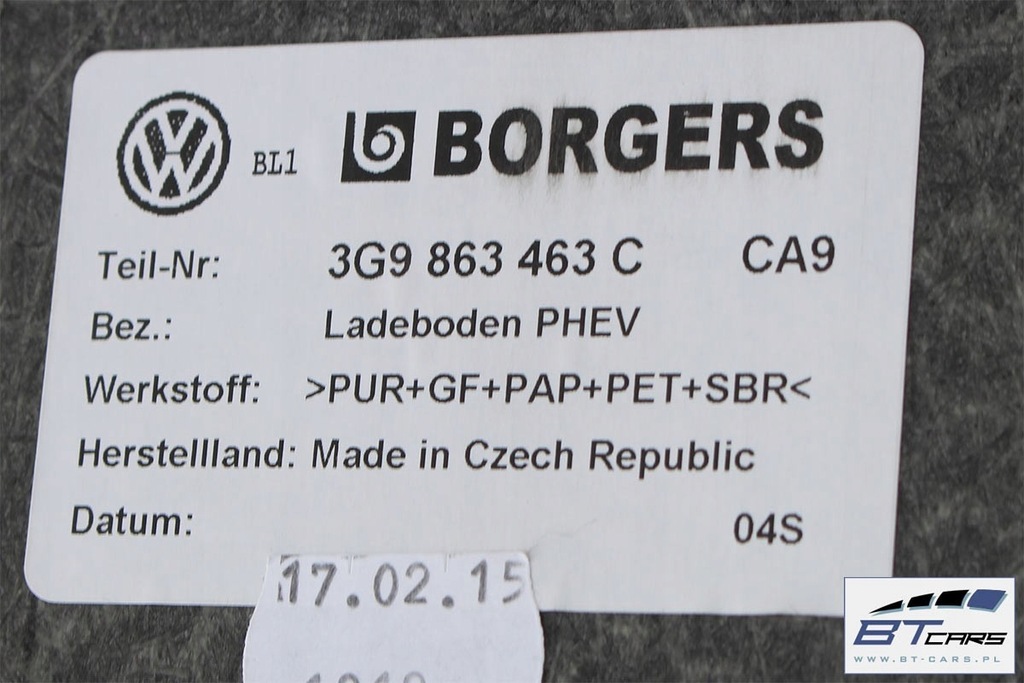 BL1 BORGERS
Teil-Nr: 3G9 863 463 C CA9
Bez.: Ladeboden PHEV
Werkstoff: >PUR+GF+PAP+PET+SBR<
Herstellland: Made in Czech Republic
Datum: 04S
17.02.15
BT CARS
WWW.BT-CARS.PL